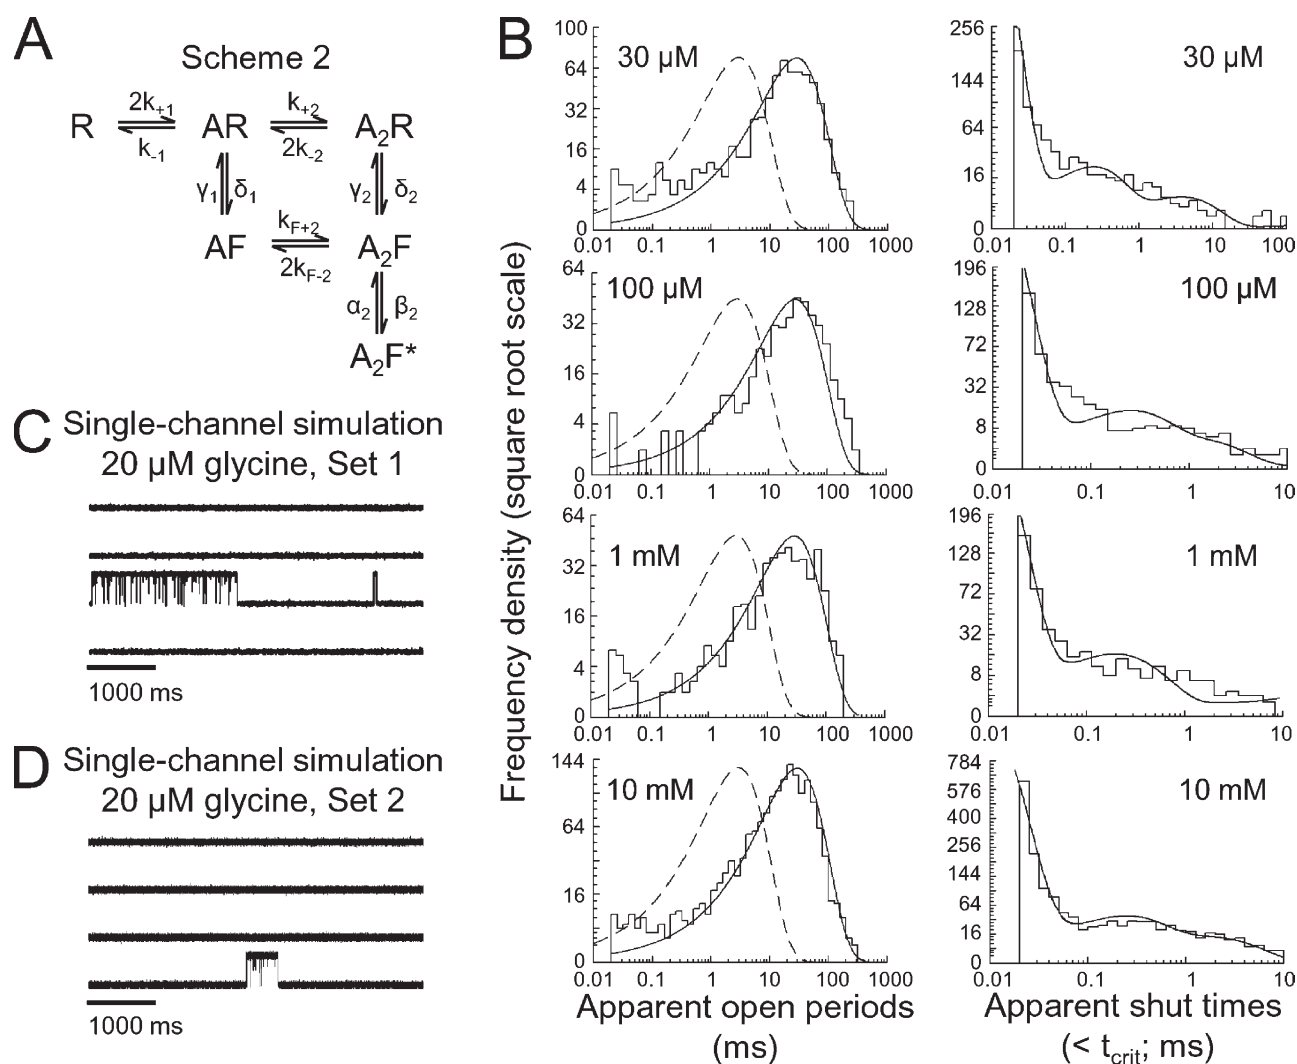 A
Scheme 2
R 2k+1 k-1 AR k+2 2k-2 A2R
γ1 δ1 γ2 δ2
AF kF+2 2kF-2 A2F
α2 β2
A2F*
C
Single-channel simulation
20 μM glycine, Set 1
1000 ms
D
Single-channel simulation
20 μM glycine, Set 2
1000 ms
B
Frequency density (square root scale)
30 μM
100
64
32
16
4
0
0.01 0.1 1 10 100 1000
30 μM
256
144
64
16
0
0.01 0.1 1 10 100
100 μM
64
32
16
4
0
0.01 0.1 1 10 100 1000
100 μM
196
128
72
32
8
0
0.01 0.1 1 10
1 mM
64
32
16
4
0
0.01 0.1 1 10 100 1000
1 mM
196
128
72
32
8
0
0.01 0.1 1 10
10 mM
144
64
16
0
0.01 0.1 1 10 100 1000
Apparent open periods
(ms)
10 mM
784
576
400
256
144
64
16
0
0.01 0.1 1 10
Apparent shut times
(< tcrit; ms)